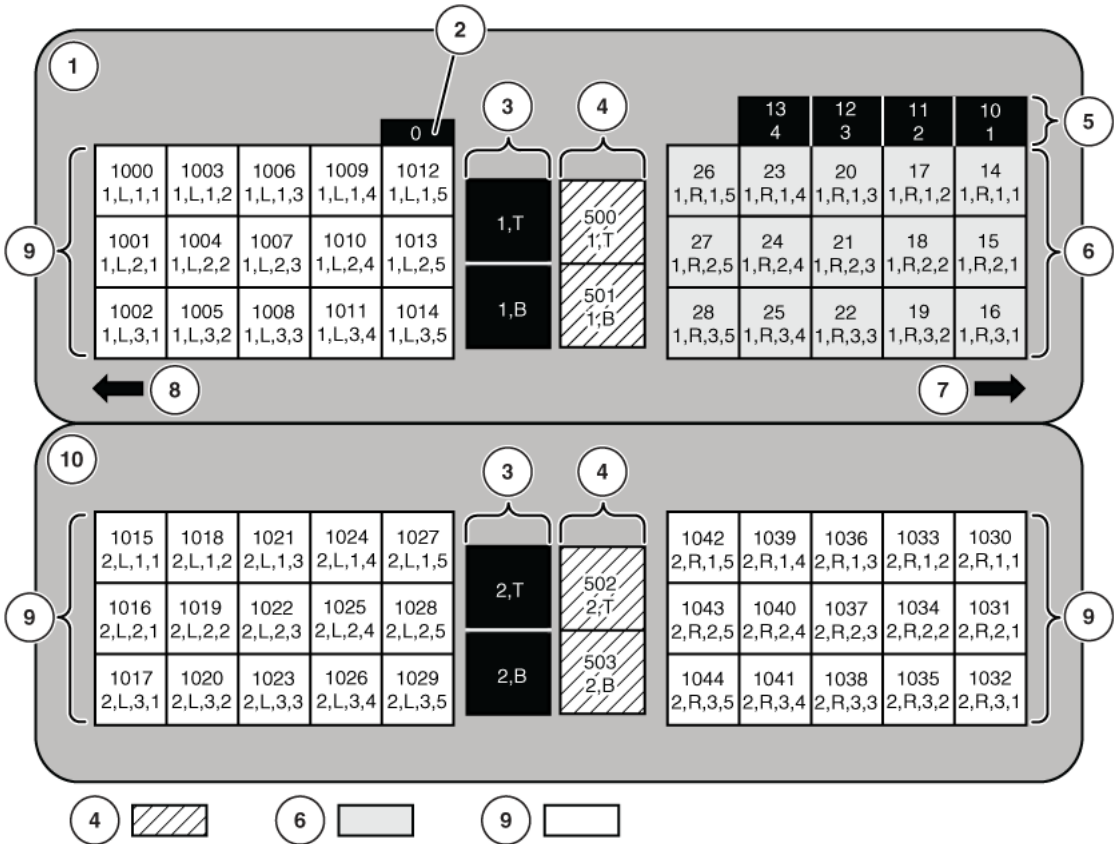 2
1
3
4
13 12 11 10
4 3 2 1
5
0
1000 1003 1006 1009 1012
1,L,1,1 1,L,1,2 1,L,1,3 1,L,1,4 1,L,1,5
1001 1004 1007 1010 1013
1,L,2,1 1,L,2,2 1,L,2,3 1,L,2,4 1,L,2,5
1002 1005 1008 1011 1014
1,L,3,1 1,L,3,2 1,L,3,3 1,L,3,4 1,L,3,5
9
1,T
1,B
500
1,T
501
1,B
26 23 20 17 14
1,R,1,5 1,R,1,4 1,R,1,3 1,R,1,2 1,R,1,1
27 24 21 18 15
1,R,2,5 1,R,2,4 1,R,2,3 1,R,2,2 1,R,2,1
28 25 22 19 16
1,R,3,5 1,R,3,4 1,R,3,3 1,R,3,2 1,R,3,1
6
8
7
10
3
4
1015 1018 1021 1024 1027
2,L,1,1 2,L,1,2 2,L,1,3 2,L,1,4 2,L,1,5
1016 1019 1022 1025 1028
2,L,2,1 2,L,2,2 2,L,2,3 2,L,2,4 2,L,2,5
1017 1020 1023 1026 1029
2,L,3,1 2,L,3,2 2,L,3,3 2,L,3,4 2,L,3,5
9
2,T
2,B
502
2,T
503
2,B
1042 1039 1036 1033 1030
2,R,1,5 2,R,1,4 2,R,1,3 2,R,1,2 2,R,1,1
1043 1040 1037 1034 1031
2,R,2,5 2,R,2,4 2,R,2,3 2,R,2,2 2,R,2,1
1044 1041 1038 1035 1032
2,R,3,5 2,R,3,4 2,R,3,3 2,R,3,2 2,R,3,1
9
4 6 9